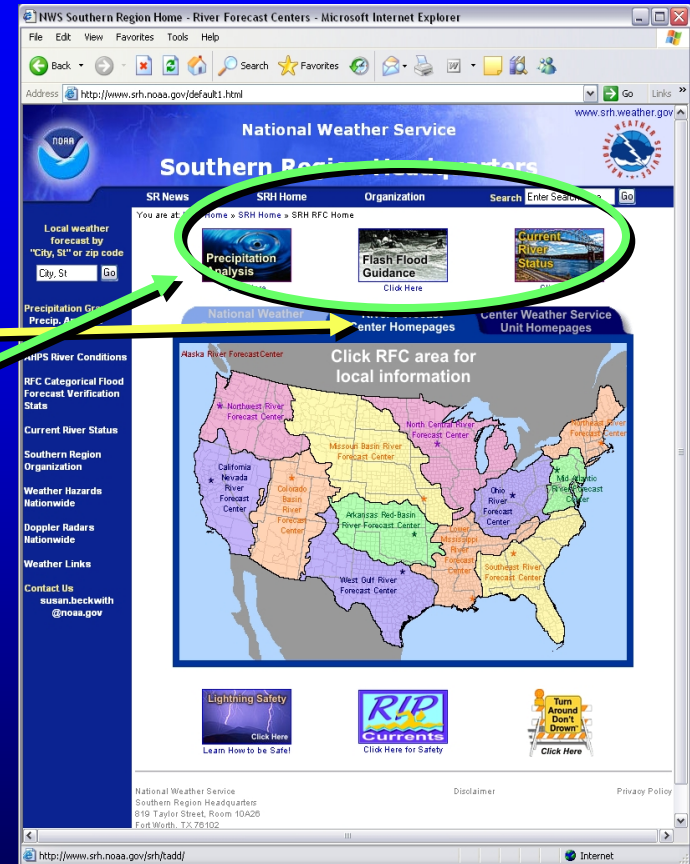 NWS Southern Region Home - River Forecast Centers - Microsoft Internet Explorer
File Edit View Favorites Tools Help
Back Search Favorites
Address http://www.srh.noaa.gov/default1.html Go Links »
www.srh.weather.gov
NOAA
National Weather Service
Southern Region Headquarters
SR News SRH Home Organization Search Enter Search Go
You are at: Home » SRH Home » SRH RFC Home
Local weather
forecast by
"City, St" or zip code
City, St Go
Precipitation
Analysis
Flash Flood
Guidance
Click Here
Current
River
Status
National Weather
Center Homepages
Center Weather Service
Unit Homepages
Precipitation
Precip.
AHPS River Conditions
RFC Categorical Flood
Forecast Verification
Stats
Current River Status
Southern Region
Organization
Weather Hazards
Nationwide
Doppler Radars
Nationwide
Weather Links
Contact Us
susan.beckwith
@noaa.gov
Alaska River Forecast Center
Click RFC area for
local information
Northwest River
Forecast Center
North Central River
Forecast Center
Northeast River
Forecast Center
Missouri Basin River
Forecast Center
California
Nevada
River
Forecast
Center
Colorado
Basin
River
Forecast
Center
Arkansas Red-Basin
River Forecast Center
Ohio
River
Forecast
Center
Mid-Atlantic
River Forecast
Center
Lower
Mississippi
River
Forecast
Center
Southeast River
Forecast Center
West Gulf River
Forecast Center
Lightning Safety
Click Here
Learn How to be Safe!
RIP
Currents
Click Here for Safety
Turn
Around
Don't
Drown
Click Here
National Weather Service
Southern Region Headquarters
819 Taylor Street, Room 10A26
Fort Worth, TX 76102
Disclaimer
Privacy Policy
http://www.srh.noaa.gov/srh/tadd/
Internet